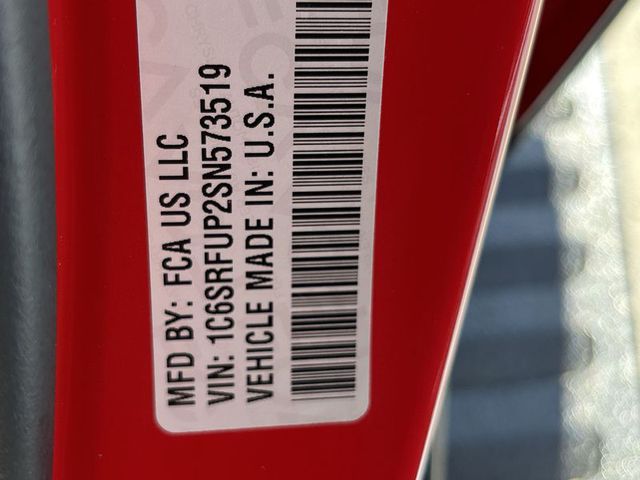 MFD BY: FCA US LLC
VIN: 1C6SRFUP2SN573519
VEHICLE MADE IN: U.S.A.